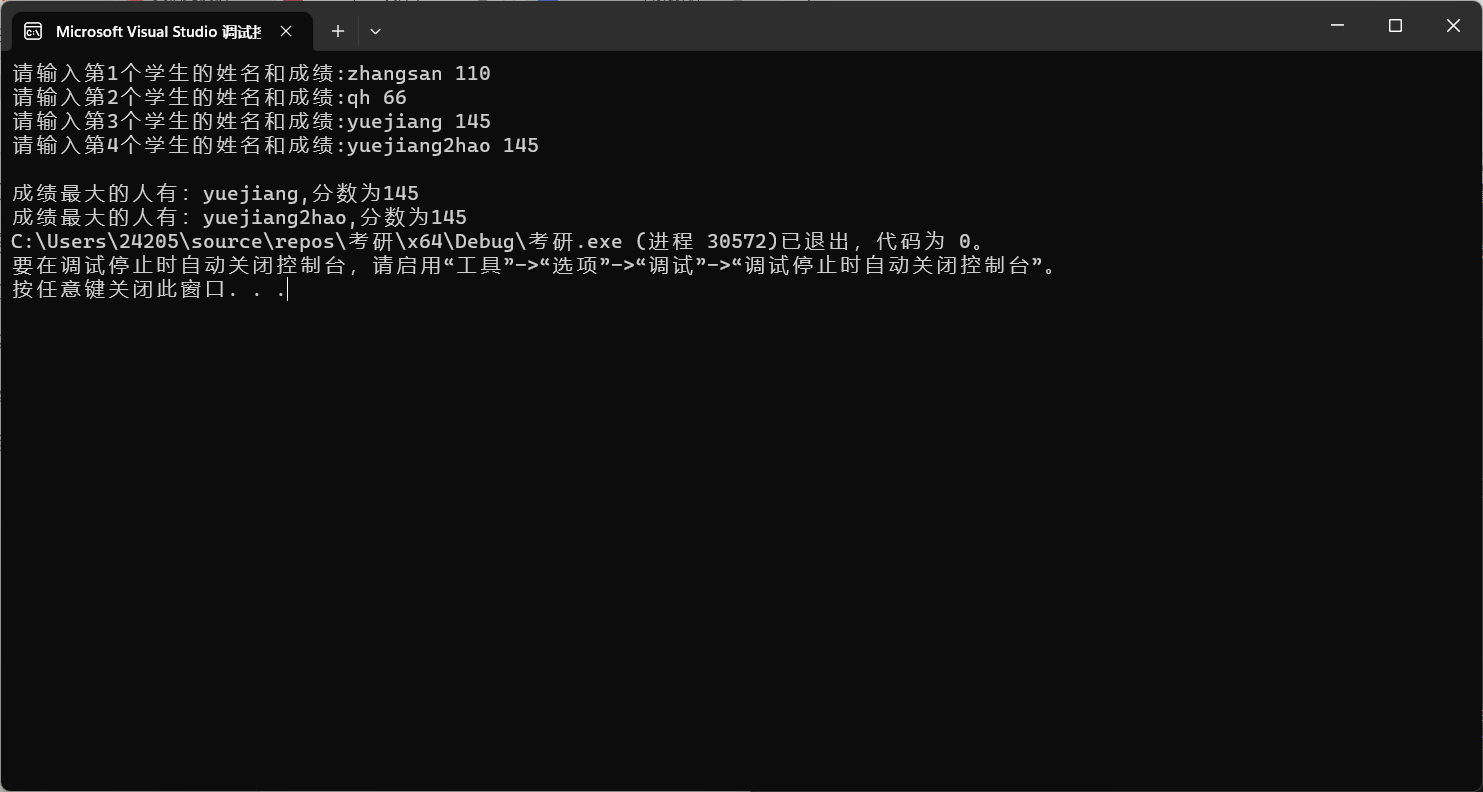 Microsoft Visual Studio 调试控
请输入第1个学生的姓名和成绩:zhangsan 110
请输入第2个学生的姓名和成绩:qh 66
请输入第3个学生的姓名和成绩:yuejiang 145
请输入第4个学生的姓名和成绩:yuejiang2hao 145
成绩最大的人有：yuejiang,分数为145
成绩最大的人有：yuejiang2hao,分数为145
C:\Users\24205\source\repos\考研\x64\Debug\考研.exe (进程 30572)已退出，代码为 0。
要在调试停止时自动关闭控制台，请启用“工具”->“选项”->“调试”->“调试停止时自动关闭控制台”。
按任意键关闭此窗口. . .